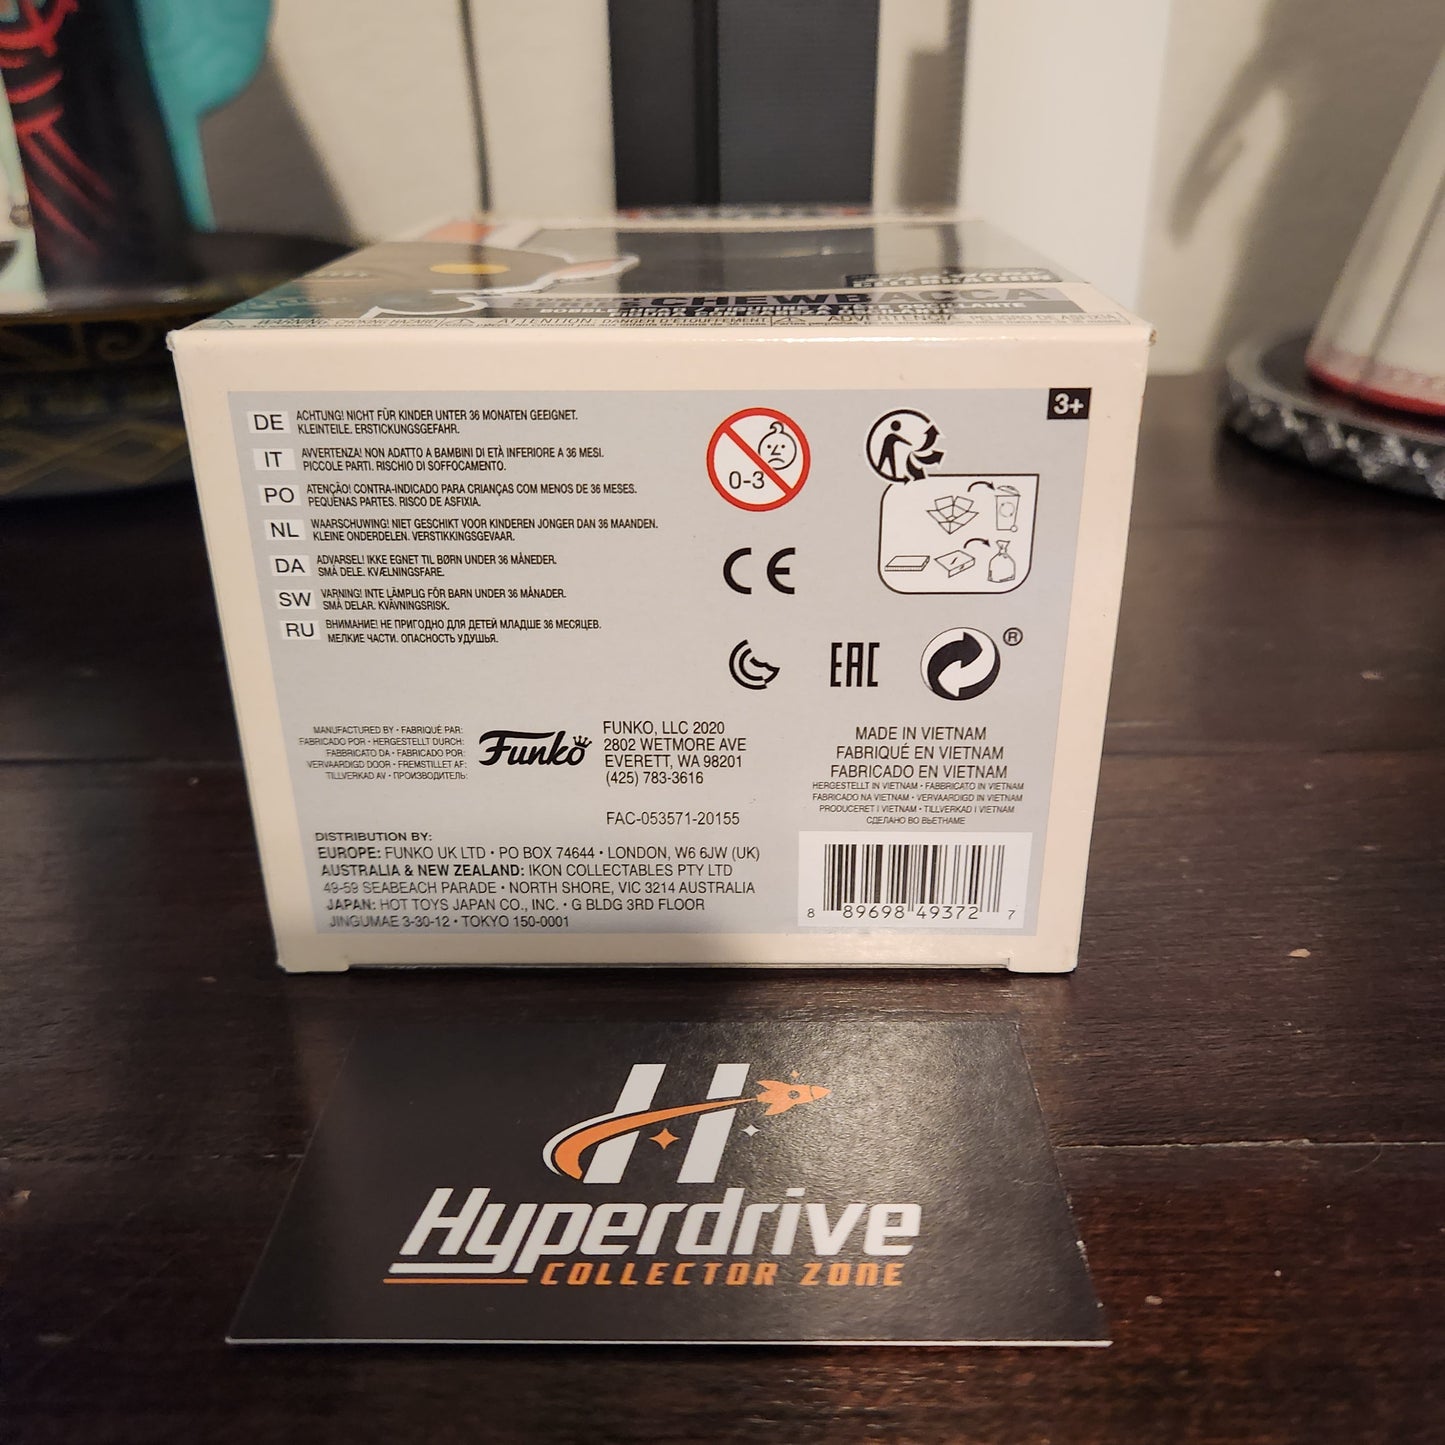 CHEWBACCA
3+
DE ACHTUNG! NICHT FÜR KINDER UNTER 36 MONATEN GEEIGNET.
KLEINTEILE. ERSTICKUNGSGEFAHR.
IT AVVERTENZA! NON ADATTO A BAMBINI DI ETÀ INFERIORE A 36 MESI.
PICCOLE PARTI. RISCHIO DI SOFFOCAMENTO.
PO ATENÇÃO! CONTRA-INDICADO PARA CRIANÇAS COM MENOS DE 36 MESES.
PEQUENAS PARTES. RISCO DE ASFIXIA.
NL WAARSCHUWING! NIET GESCHIKT VOOR KINDEREN JONGER DAN 36 MAANDEN.
KLEINE ONDERDELEN. VERSTIKKINGSGEVAAR.
DA ADVARSEL! IKKE EGNET TIL BØRN UNDER 36 MÅNEDER.
SMÅ DELE. KVÆLNINGSFARE.
SW VARNING! INTE LÄMPLIG FÖR BARN UNDER 36 MÅNADER.
SMÅ DELAR. KVÄVNINGSRISK.
RU ВНИМАНИЕ! НЕ ПРИГОДНО ДЛЯ ДЕТЕЙ МЛАДШЕ 36 МЕСЯЦЕВ.
МЕЛКИЕ ЧАСТИ. ОПАСНОСТЬ УДУШЬЯ.
0-3
CE
EAC
®
MANUFACTURED BY • FABRIQUÉ PAR:
FABRICADO POR • HERGESTELLT DURCH:
FABBRICATO DA • FABRICADO POR:
VERVAARDIGD DOOR • FREMSTILLET AF:
TILLVERKAD AV • ПРОИЗВОДИТЕЛЬ:
Funko
FUNKO, LLC 2020
2802 WETMORE AVE
EVERETT, WA 98201
(425) 783-3616
FAC-053571-20155
MADE IN VIETNAM
FABRIQUÉ EN VIETNAM
FABRICADO EN VIETNAM
HERGESTELLT IN VIETNAM • FABBRICATO IN VIETNAM
FABRICADO NA VIETNAM • VERVAARDIGD IN VIETNAM
PRODUCERET I VIETNAM • TILLVERKAD I VIETNAM
СДЕЛАНО ВО ВЬЕТНАМЕ
DISTRIBUTION BY:
EUROPE: FUNKO UK LTD • PO BOX 74644 • LONDON, W6 6JW (UK)
AUSTRALIA & NEW ZEALAND: IKON COLLECTABLES PTY LTD
49-59 SEABEACH PARADE • NORTH SHORE, VIC 3214 AUSTRALIA
JAPAN: HOT TOYS JAPAN CO., INC. • G BLDG 3RD FLOOR
JINGUMAE 3-30-12 • TOKYO 150-0001
8 89698 49372 7
H
Hyperdrive
COLLECTOR ZONE